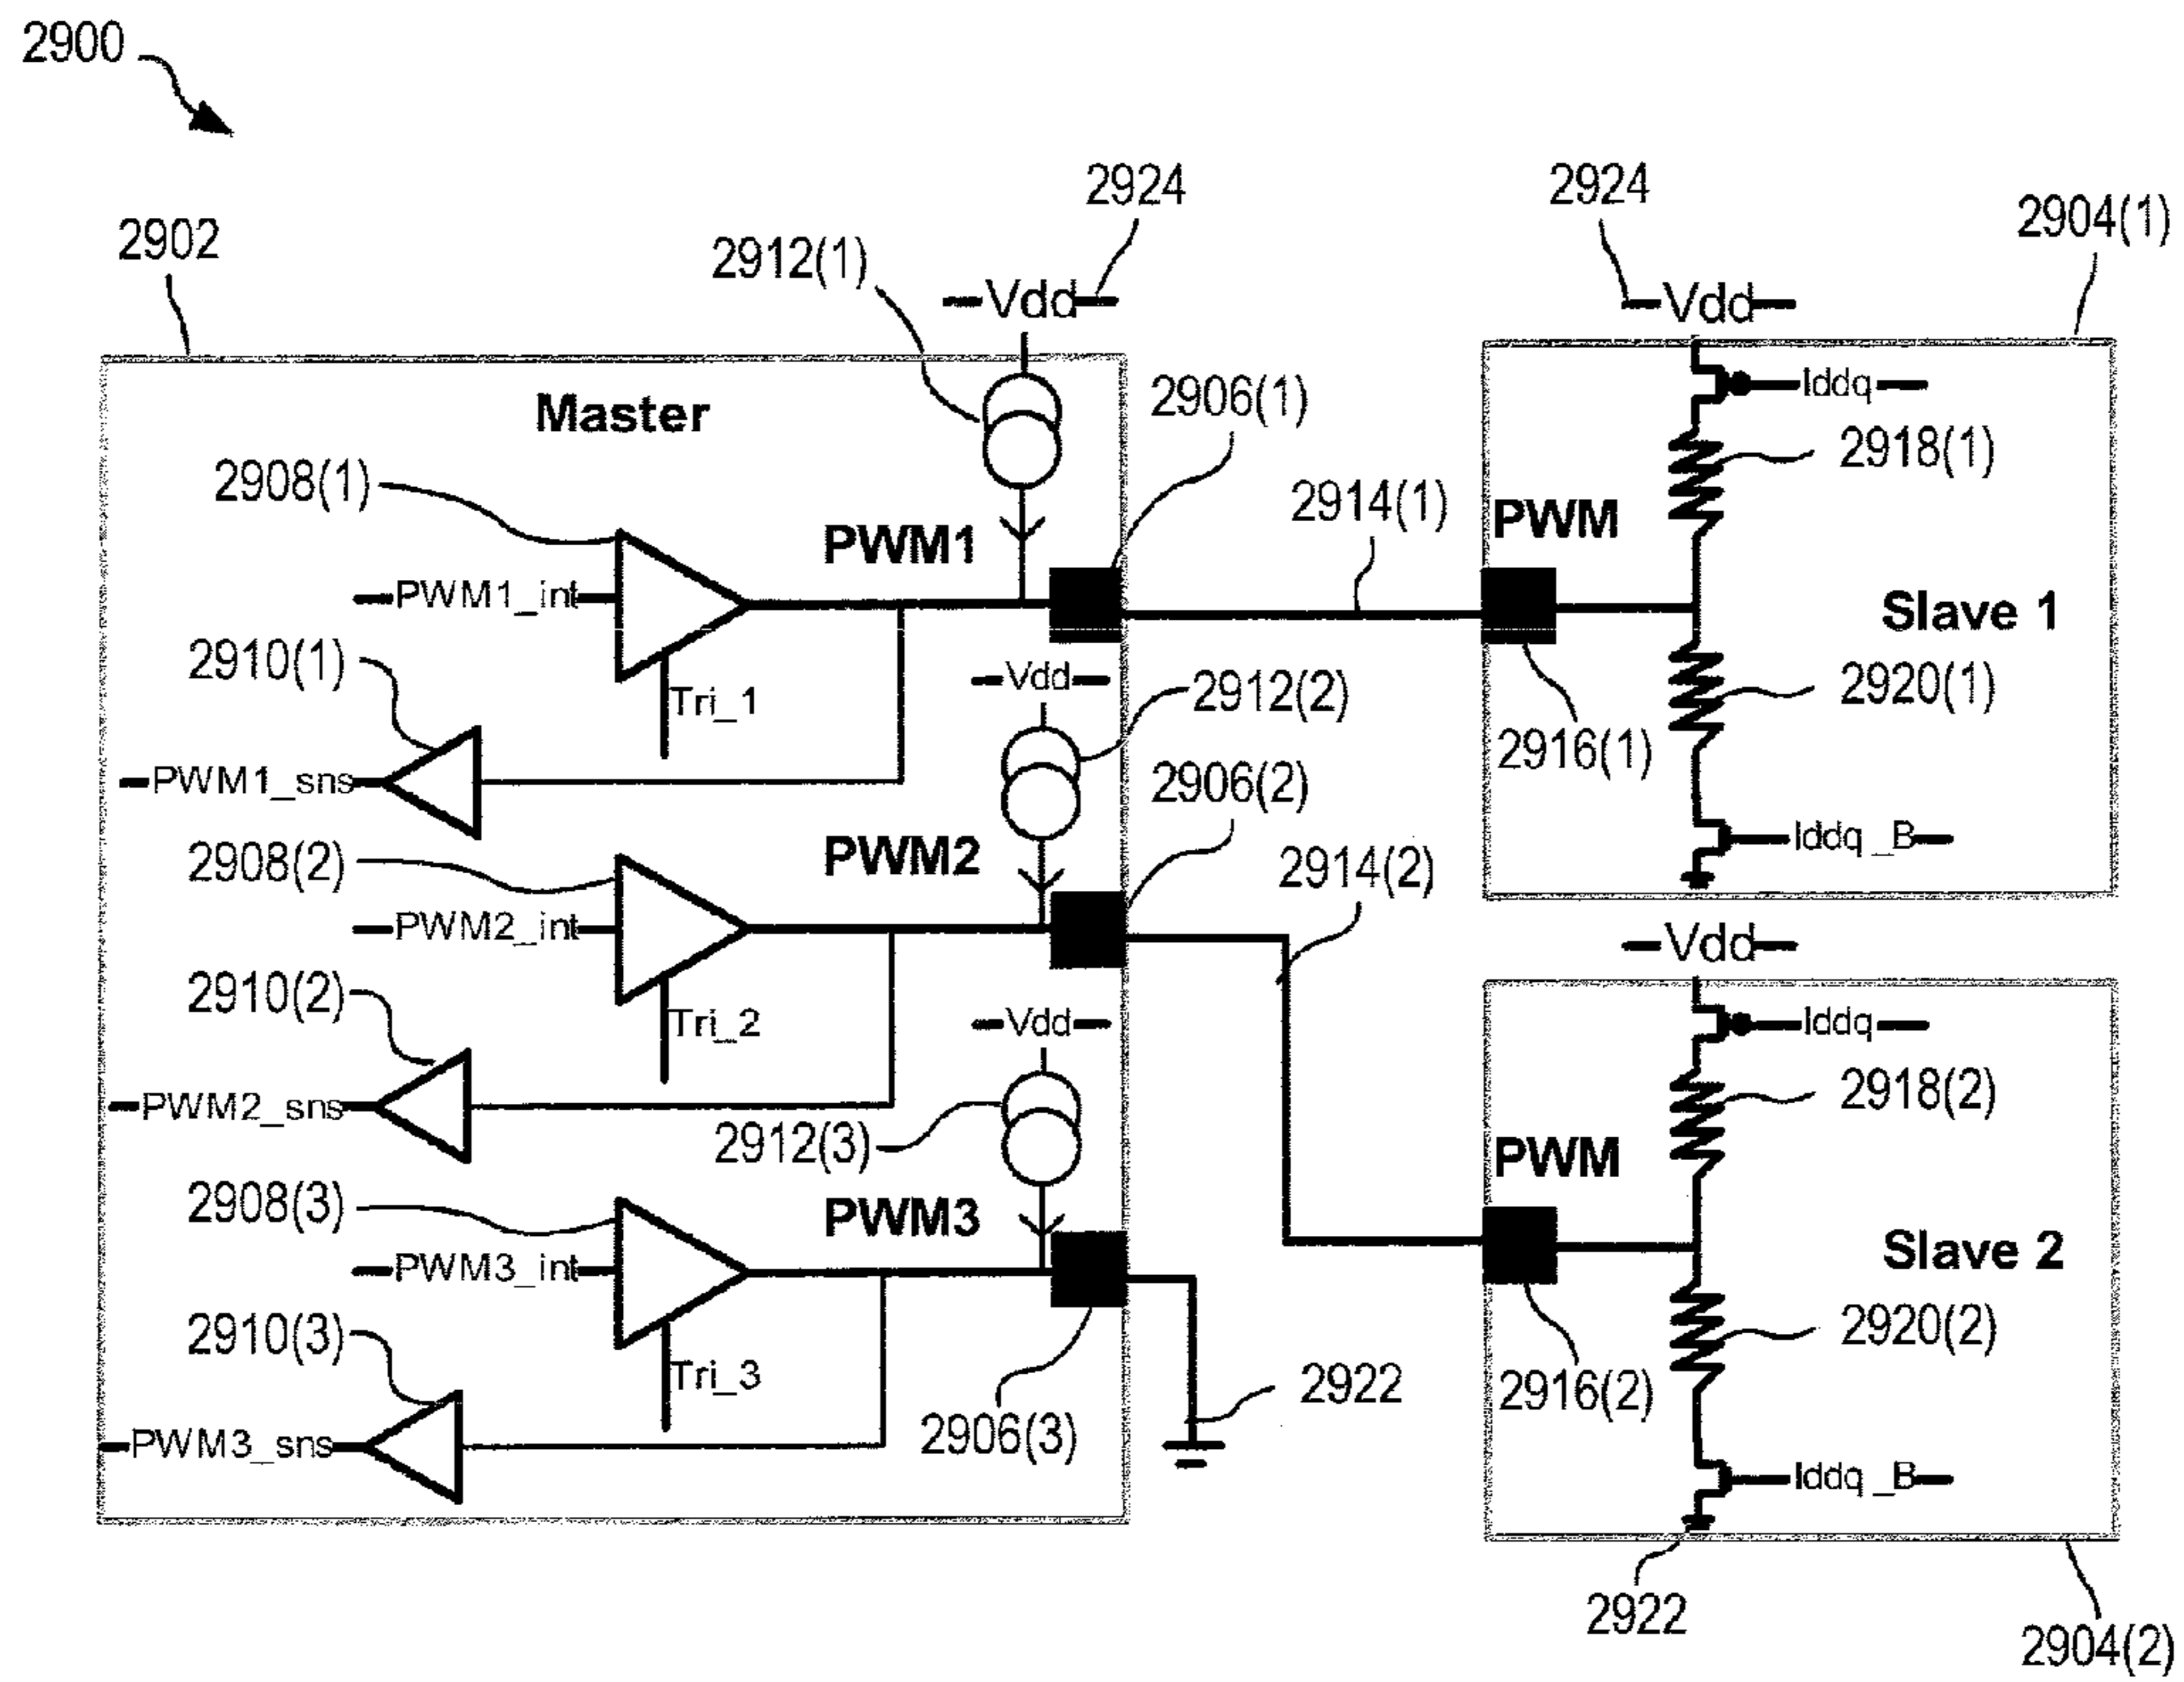 2900
2924
2924
2904(1)
2902
2912(1)
Vdd
Vdd
Master
2906(1)
Iddq
2908(1)
2918(1)
PWM1
2914(1)
PWM
PWM1_int
Slave 1
2910(1)
Tri_1
Vdd
2912(2)
2920(1)
2916(1)
PWM1_sns
2906(2)
2908(2)
PWM2
2914(2)
Iddq_B
PWM2_int
Vdd
2910(2)
Tri_2
Vdd
Iddq
PWM2_sns
2912(3)
2918(2)
2908(3)
PWM3
PWM
PWM3_int
Slave 2
2910(3)
Tri_3
2920(2)
2906(3)
2922
2916(2)
PWM3_sns
Iddq_B
2922
2904(2)